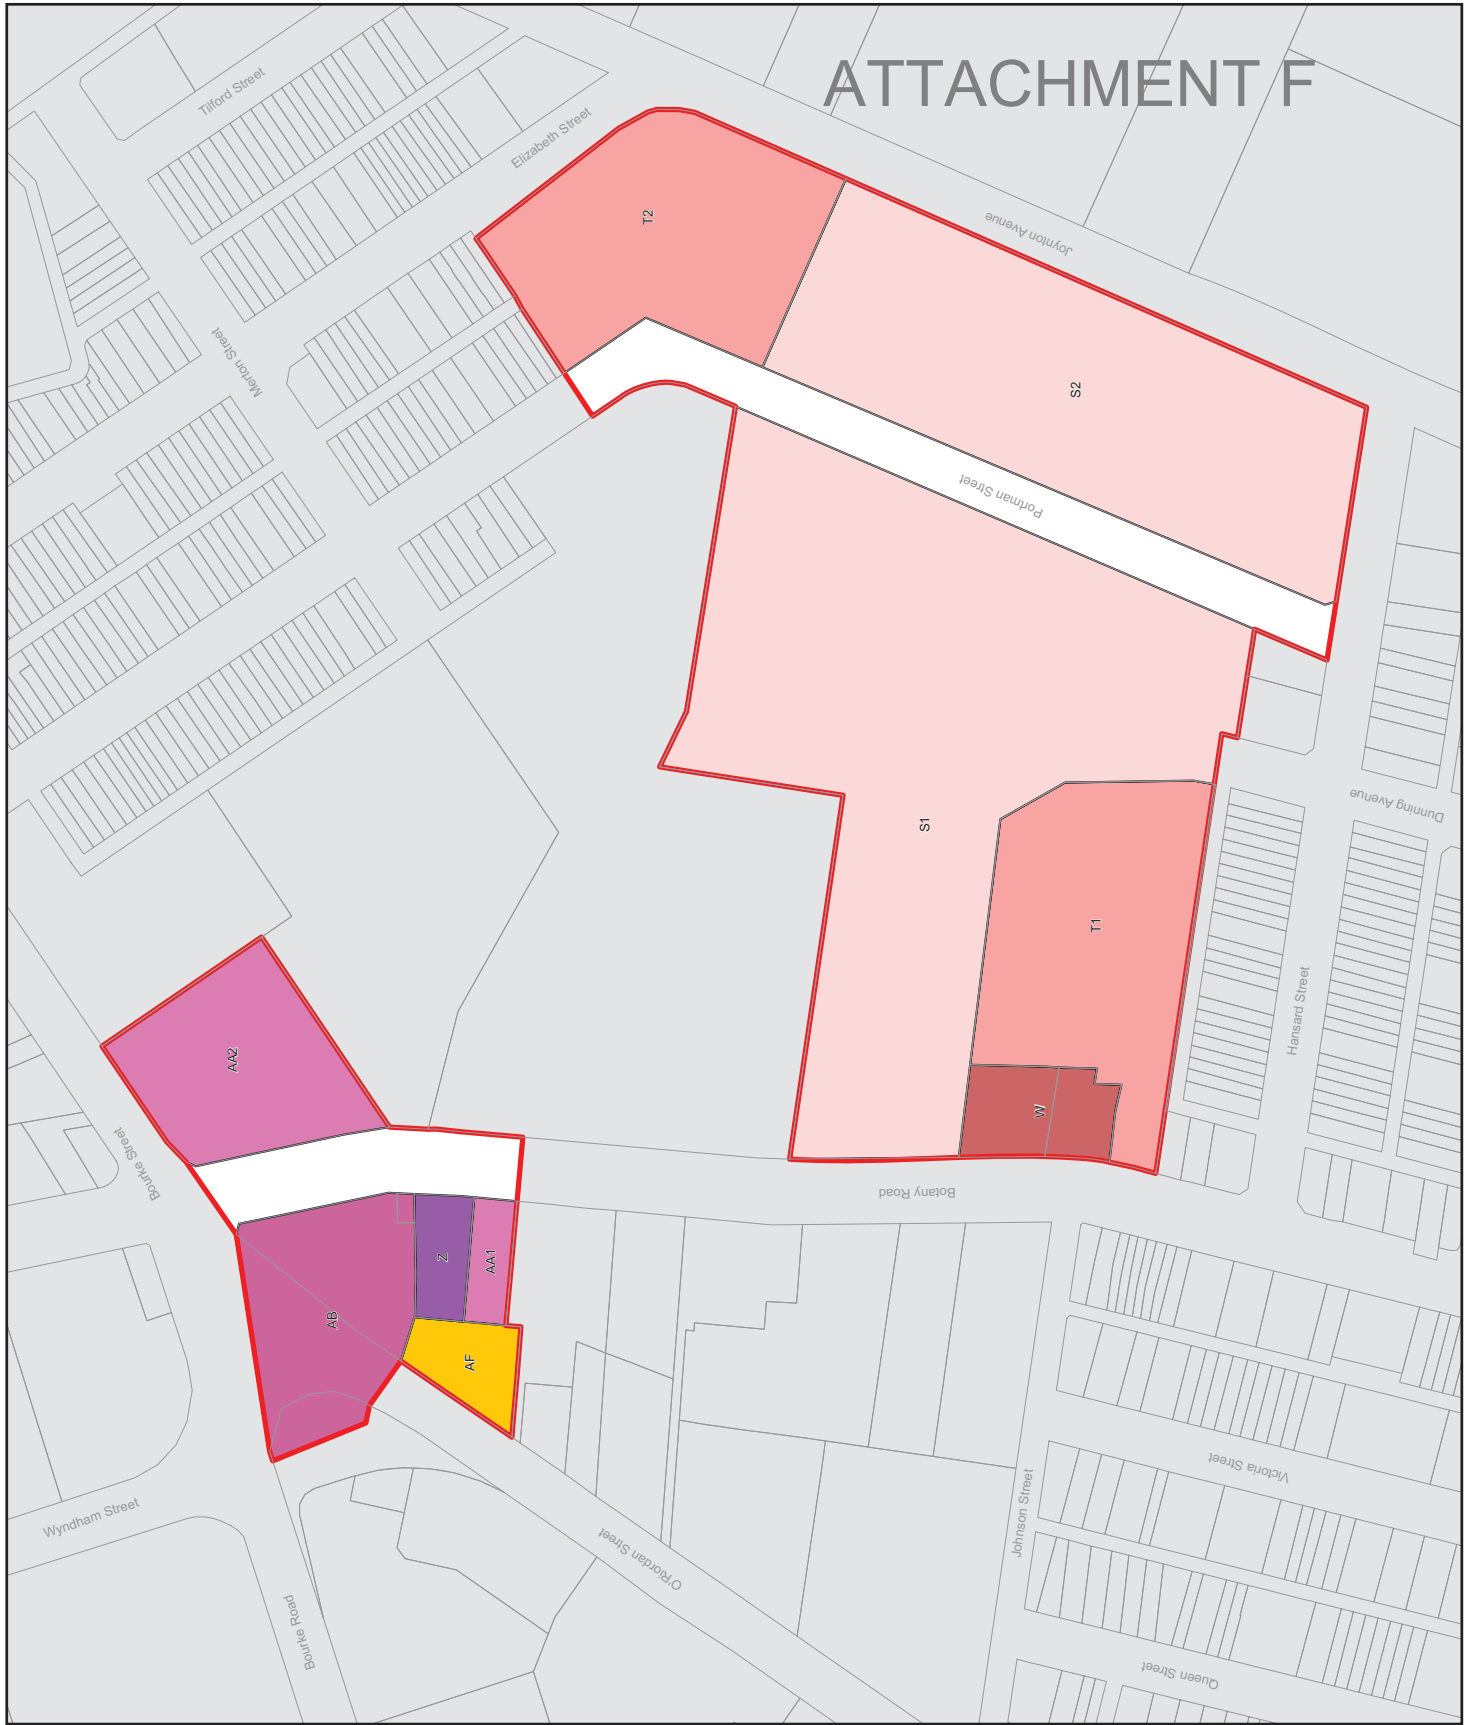 ATTACHMENT F
Tilford Street
Elizabeth Street
T2
Joynton Avenue
Merton Street
S2
Portman Street
Dunning Avenue
S1
T1
Hansard Street
AA2
W
Bourke Street
Botany Road
Z
AA1
AB
AF
Victoria Street
Wyndham Street
Johnson Street
O'Riordan Street
Bourke Road
Queen Street